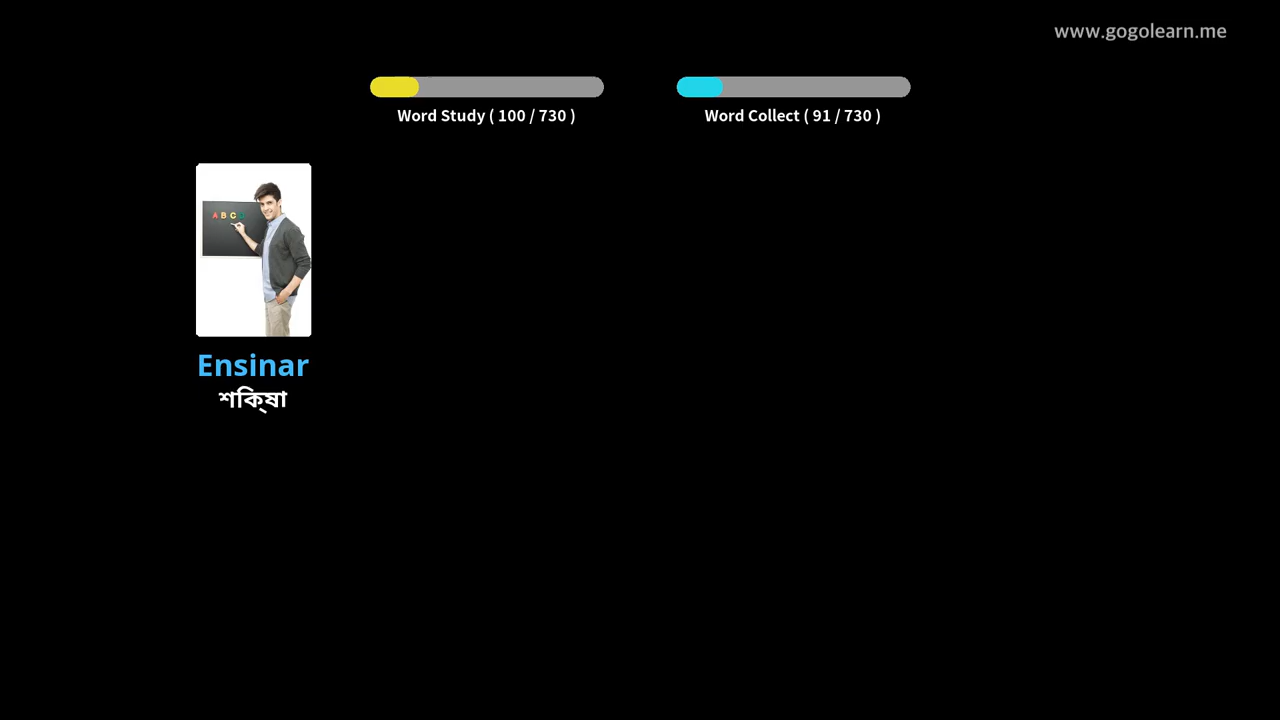 www.gogolearn.me
Word Study ( 100 / 730 )
Word Collect ( 91 / 730 )
A B C D
Ensinar
শকি্ষা